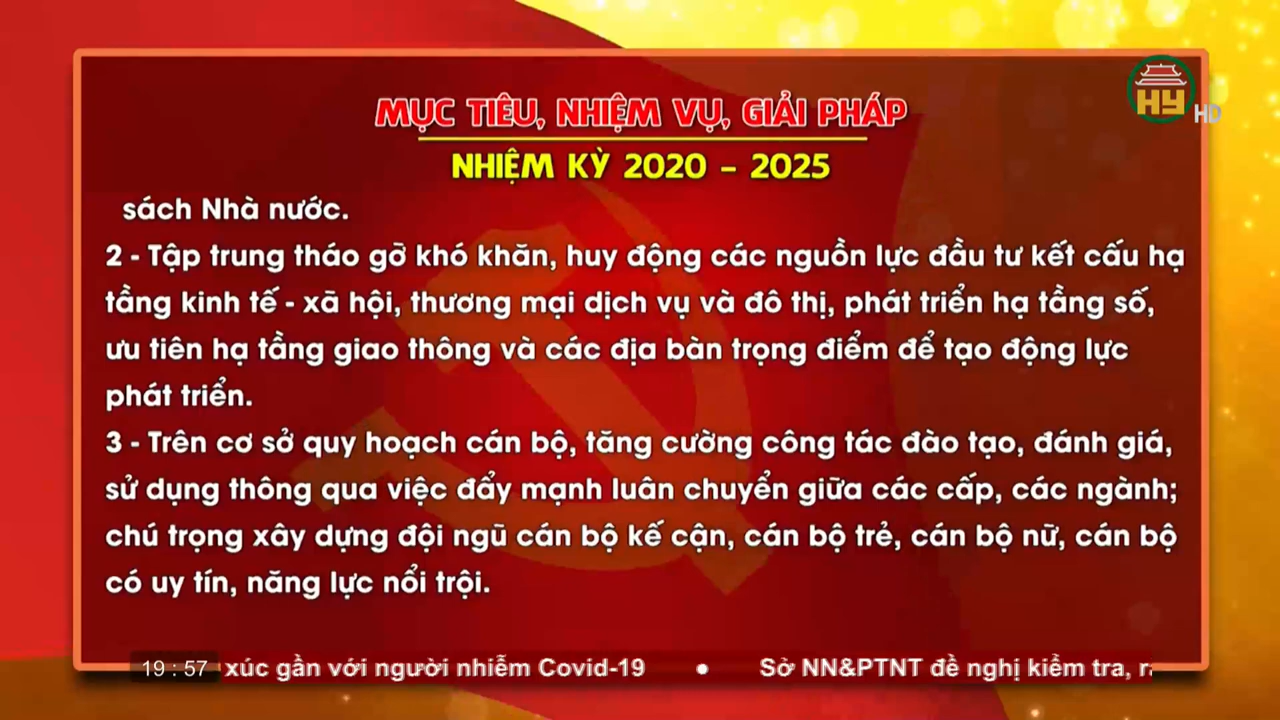 MỤC TIÊU, NHIỆM VỤ, GIẢI PHÁP
HY HD
NHIỆM KỲ 2020 – 2025
sách Nhà nước.
2 - Tập trung tháo gỡ khó khăn, huy động các nguồn lực đầu tư kết cấu hạ
tầng kinh tế - xã hội, thương mại dịch vụ và đô thị, phát triển hạ tầng số,
ưu tiên hạ tầng giao thông và các địa bàn trọng điểm để tạo động lực
phát triển.
3 - Trên cơ sở quy hoạch cán bộ, tăng cường công tác đào tạo, đánh giá,
sử dụng thông qua việc đẩy mạnh luân chuyển giữa các cấp, các ngành;
chú trọng xây dựng đội ngũ cán bộ kế cận, cán bộ trẻ, cán bộ nữ, cán bộ
có uy tín, năng lực nổi trội.
19 : 57 xúc gần với người nhiễm Covid-19 • Sở NN&PTNT đề nghị kiểm tra,